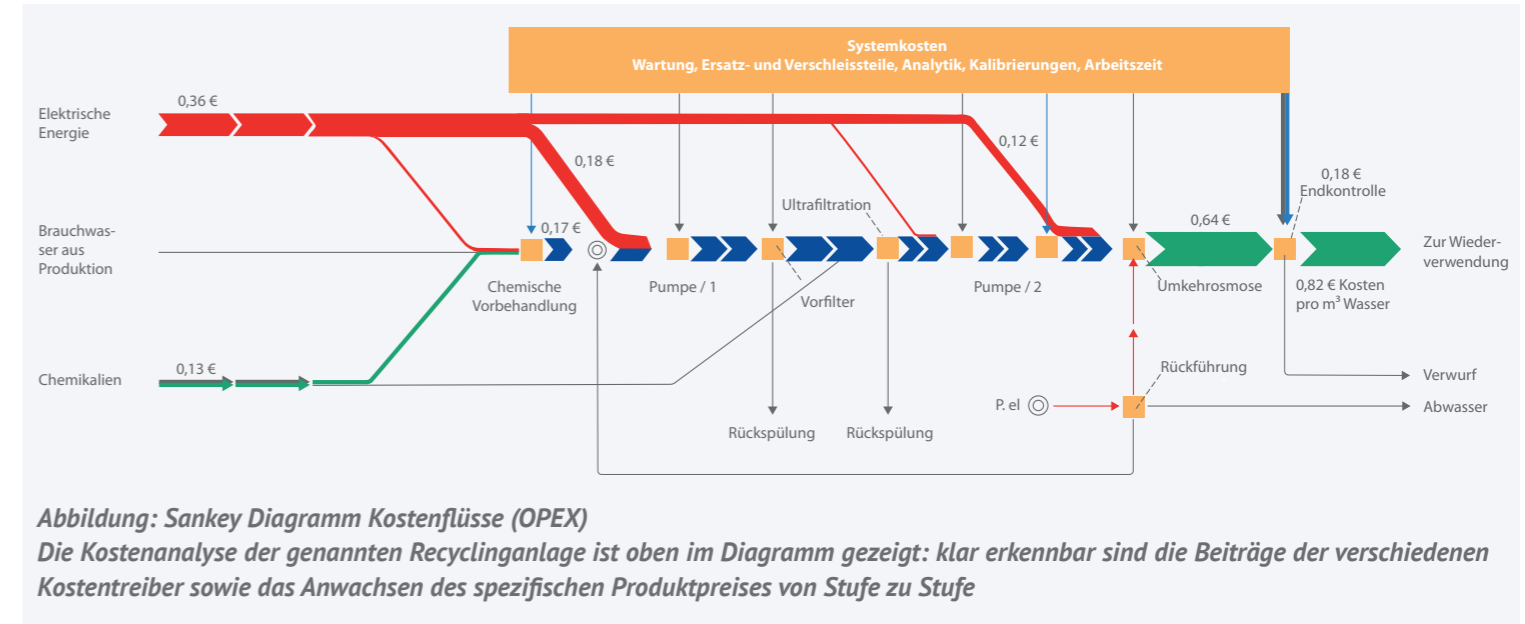 Systemkosten
Wartung, Ersatz- und Verschleissteile, Analytik, Kalibrierungen, Arbeitszeit
Elektrische
Energie
0,36 €
0,18 €
0,12 €
0,18 €
Endkontrolle
Ultrafiltration
Brauchwas-
ser aus
Produktion
0,17 €
0,64 €
Zur Wieder-
verwendung
Chemische
Vorbehandlung
Pumpe / 1
Vorfilter
Pumpe / 2
Umkehrosmose
0,82 € Kosten
pro m³ Wasser
Chemikalien
0,13 €
Rückführung
Verwurf
P. el
Abwasser
Rückspülung
Rückspülung
Abbildung: Sankey Diagramm Kostenflüsse (OPEX)
Die Kostenanalyse der genannten Recyclinganlage ist oben im Diagramm gezeigt: klar erkennbar sind die Beiträge der verschiedenen
Kostentreiber sowie das Anwachsen des spezifischen Produktpreises von Stufe zu Stufe